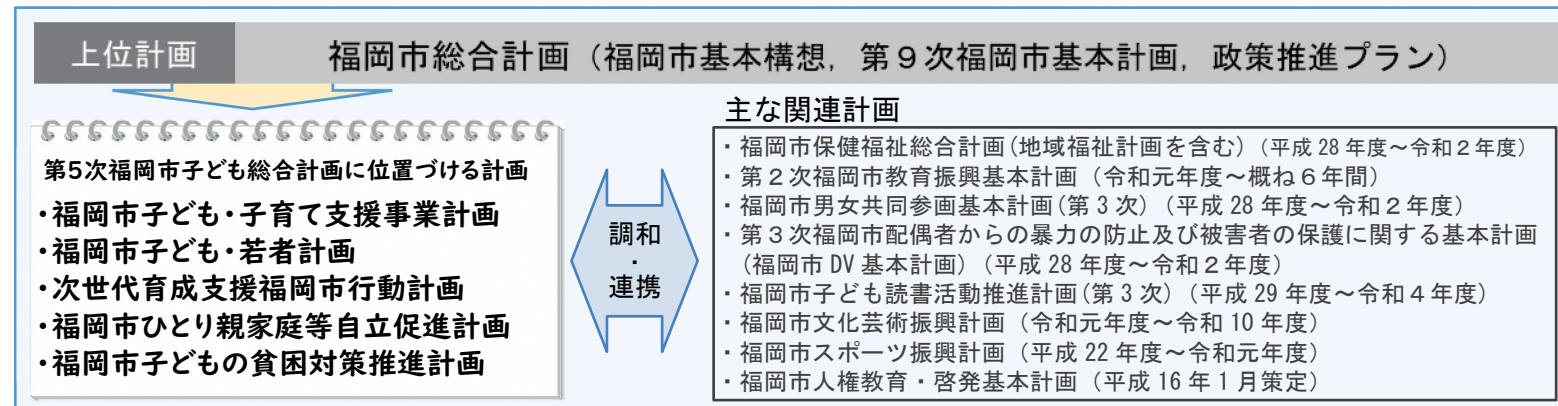 上位計画
福岡市総合計画（福岡市基本構想，第９次福岡市基本計画，政策推進プラン）
第5次福岡市子ども総合計画に位置づける計画
・福岡市子ども・子育て支援事業計画
・福岡市子ども・若者計画
・次世代育成支援福岡市行動計画
・福岡市ひとり親家庭等自立促進計画
・福岡市子どもの貧困対策推進計画
調和
・
連携
主な関連計画
・福岡市保健福祉総合計画(地域福祉計画を含む)（平成 28 年度～令和２年度）
・第２次福岡市教育振興基本計画（令和元年度～概ね６年間）
・福岡市男女共同参画基本計画(第 3 次)（平成 28 年度～令和２年度）
・第３次福岡市配偶者からの暴力の防止及び被害者の保護に関する基本計画
(福岡市 DV 基本計画)（平成 28 年度～令和２年度）
・福岡市子ども読書活動推進計画(第 3 次)（平成 29 年度～令和４年度）
・福岡市文化芸術振興計画（令和元年度～令和 10 年度）
・福岡市スポーツ振興計画（平成 22 年度～令和元年度）
・福岡市人権教育・啓発基本計画（平成 16 年 1 月策定）